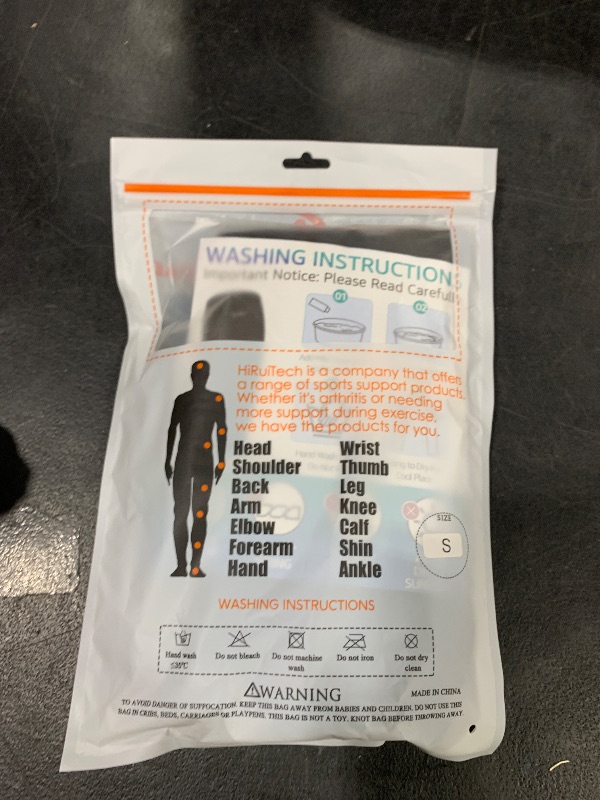 WASHING INSTRUCTION
Important Notice: Please Read Carefull
01
02
HiRuiTech is a company that offers
a range of sports support products.
Whether it's arthritis or needing
more support during exercise,
we have the products for you.
Head Wrist
Shoulder Thumb
Back Leg
Arm Knee
Elbow Calf
Forearm Shin
Hand Ankle
SIZE
S
WASHING INSTRUCTIONS
Hand wash Do not bleach Do not machine Do not iron Do not dry
≤30℃ wash clean
WARNING MADE IN CHINA
TO AVOID DANGER OF SUFFOCATION, KEEP THIS BAG AWAY FROM BABIES AND CHILDREN. DO NOT USE THIS
BAG IN CRIBS, BEDS, CARRIAGES OR PLAYPENS. THIS BAG IS NOT A TOY. KNOT BAG BEFORE THROWING AWAY.